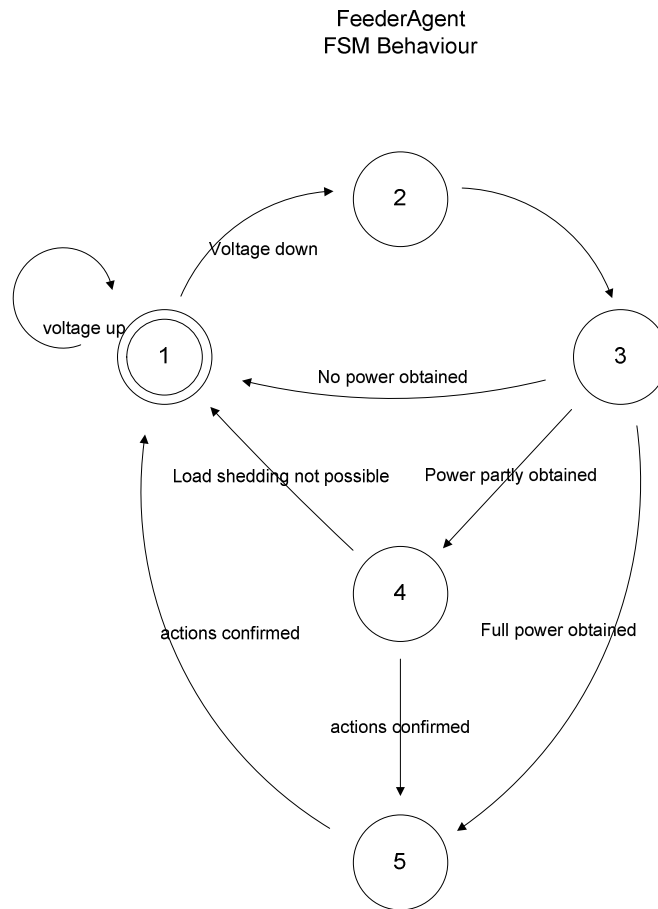 FeederAgent
FSM Behaviour
2
Voltage down
voltage up
1
3
No power obtained
Load shedding not possible
Power partly obtained
4
actions confirmed
Full power obtained
actions confirmed
5